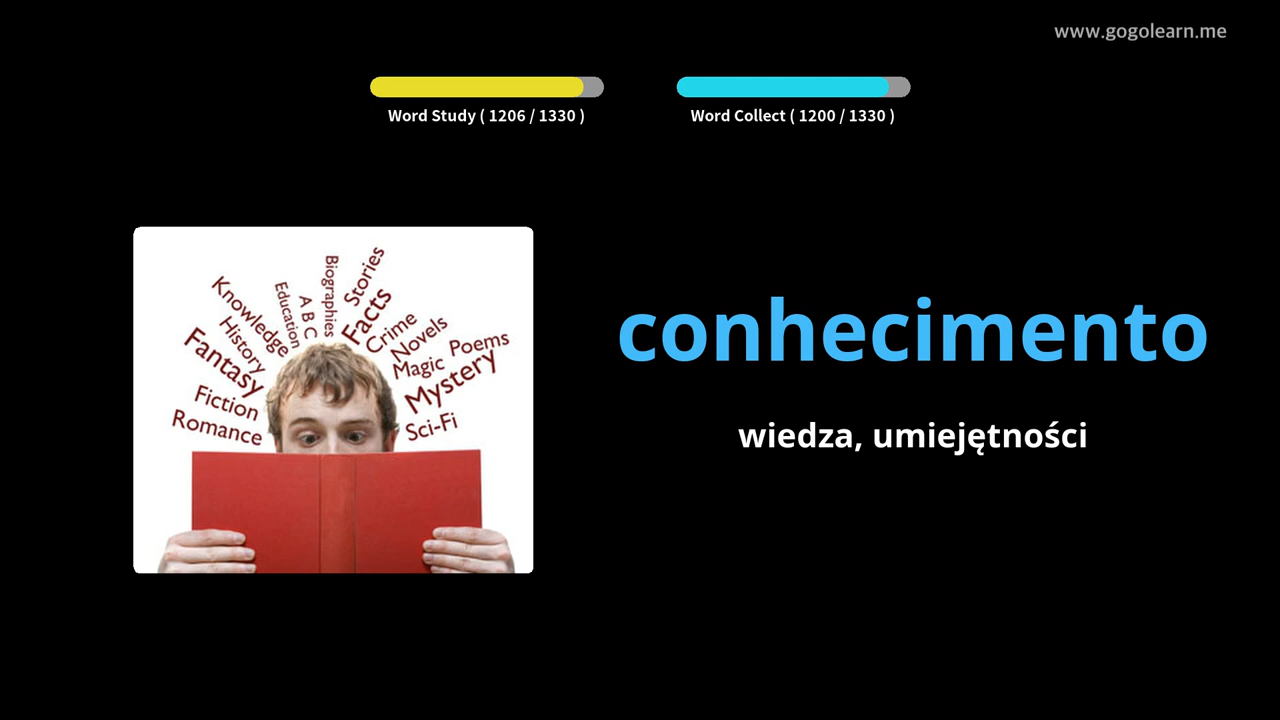 www.gogolearn.me
Word Study ( 1206 / 1330 )
Word Collect ( 1200 / 1330 )
Biographies
Stories
Education
A B C
Facts
Knowledge
Crime
History
Novels
Fantasy
Magic
Poems
Mystery
Fiction
Romance
Sci-Fi
conhecimento
wiedza, umiejętności